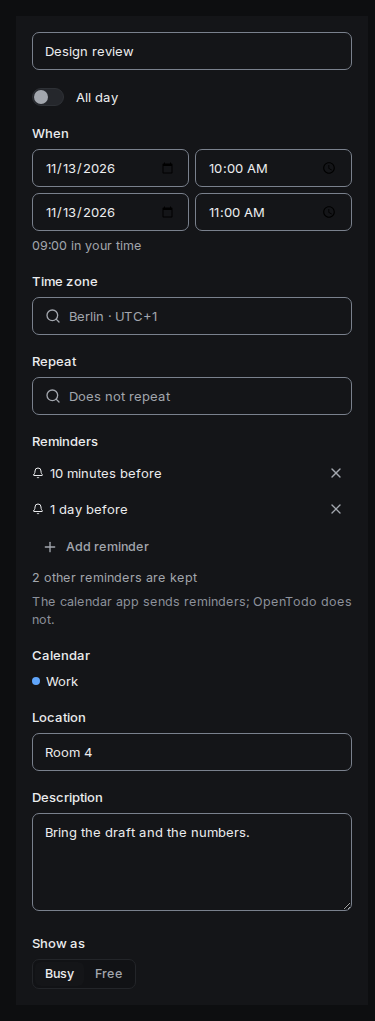 Design review
All day
When
11/13/2026 10:00 AM
11/13/2026 11:00 AM
09:00 in your time
Time zone
Berlin · UTC+1
Repeat
Does not repeat
Reminders
10 minutes before
1 day before
Add reminder
2 other reminders are kept
The calendar app sends reminders; OpenTodo does
not.
Calendar
Work
Location
Room 4
Description
Bring the draft and the numbers.
Show as
Busy Free